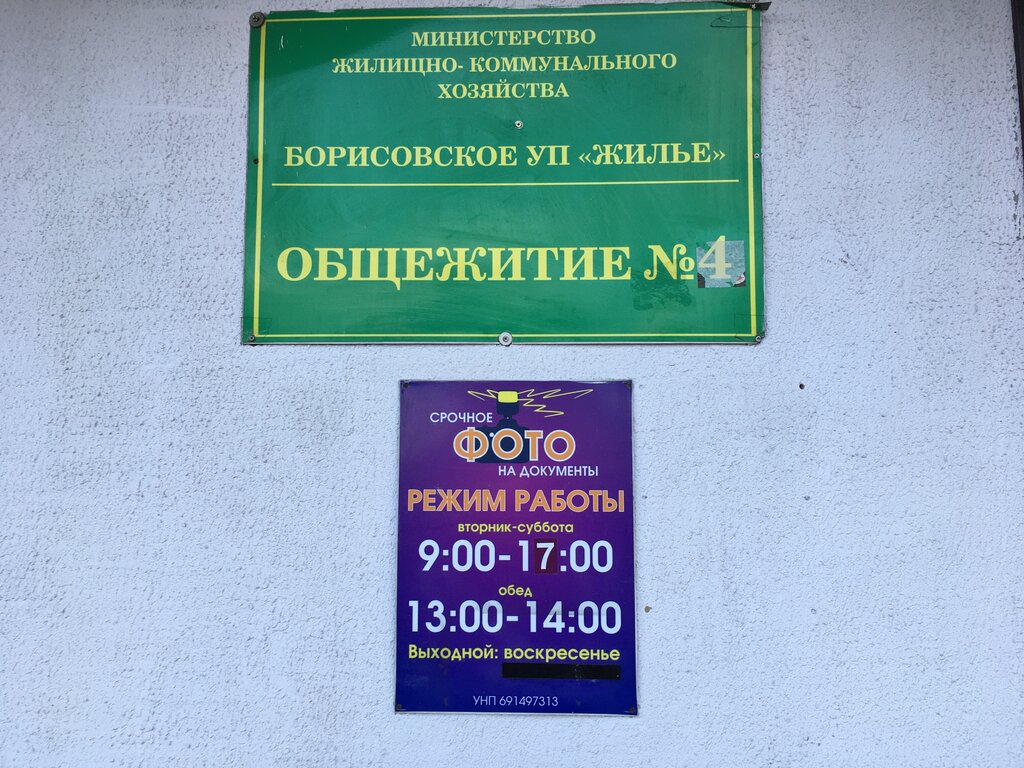 МИНИСТЕРСТВО
ЖИЛИЩНО- КОММУНАЛЬНОГО
ХОЗЯЙСТВА
БОРИСОВСКОЕ УП «ЖИЛЬЕ»
ОБЩЕЖИТИЕ №4
СРОЧНОЕ
ФОТО
НА ДОКУМЕНТЫ
РЕЖИМ РАБОТЫ
вторник-суббота
9:00-17:00
обед
13:00-14:00
Выходной: воскресенье
УНП 691497313